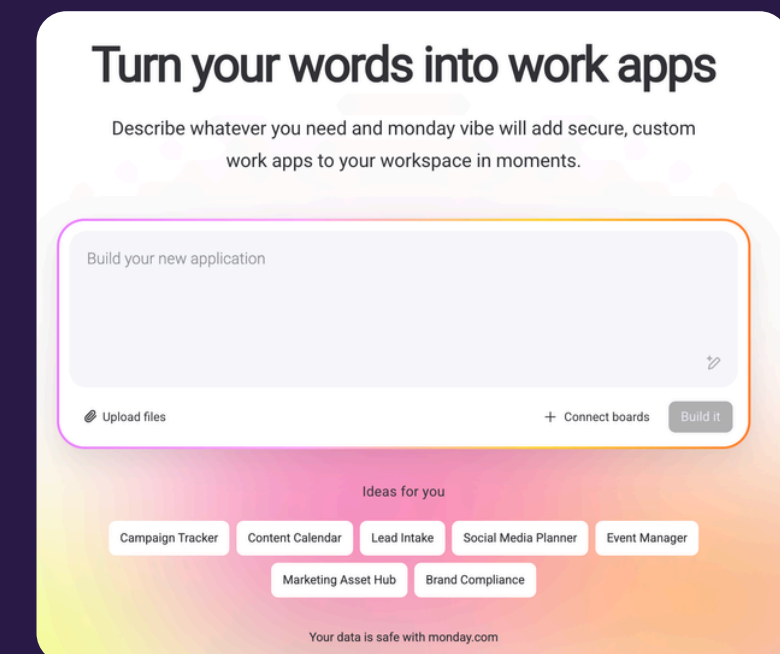 Turn your words into work apps
Describe whatever you need and monday vibe will add secure, custom
work apps to your workspace in moments.
Build your new application
Upload files
Connect boards
Build it
Ideas for you
Campaign Tracker
Content Calendar
Lead Intake
Social Media Planner
Event Manager
Marketing Asset Hub
Brand Compliance
Your data is safe with monday.com